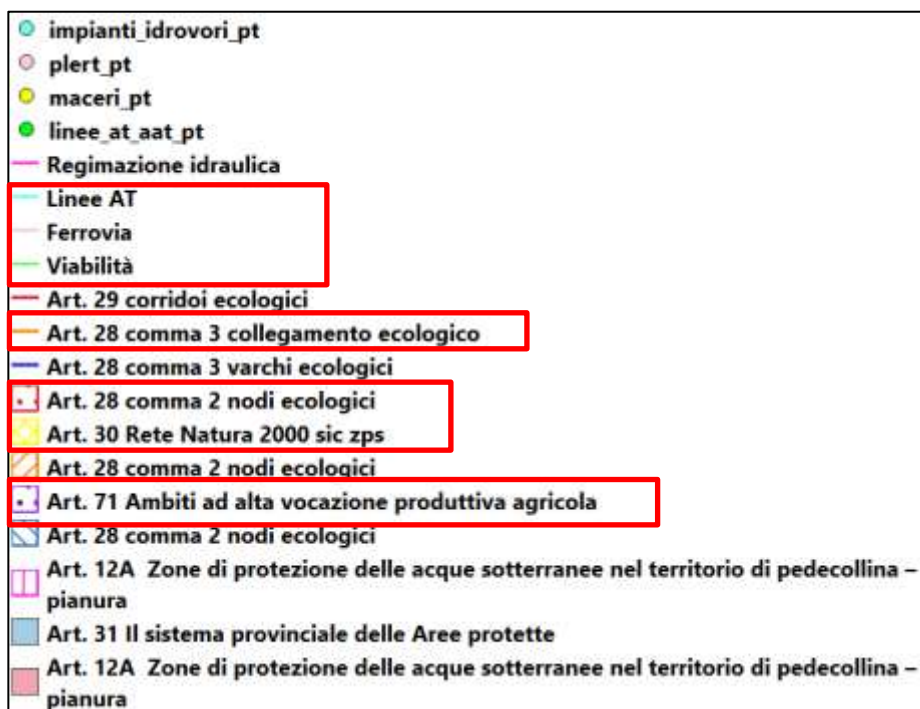 impianti_idrovori_pt
plert_pt
maceri_pt
linee_at_aat_pt
Regimazione idraulica
Linee AT
Ferrovia
Viabilità
Art. 29 corridoi ecologici
Art. 28 comma 3 collegamento ecologico
Art. 28 comma 3 varchi ecologici
Art. 28 comma 2 nodi ecologici
Art. 30 Rete Natura 2000 sic zps
Art. 28 comma 2 nodi ecologici
Art. 71 Ambiti ad alta vocazione produttiva agricola
Art. 28 comma 2 nodi ecologici
Art. 12A  Zone di protezione delle acque sotterranee nel territorio di pedecollina –
pianura
Art. 31 Il sistema provinciale delle Aree protette
Art. 12A  Zone di protezione delle acque sotterranee nel territorio di pedecollina –
pianura